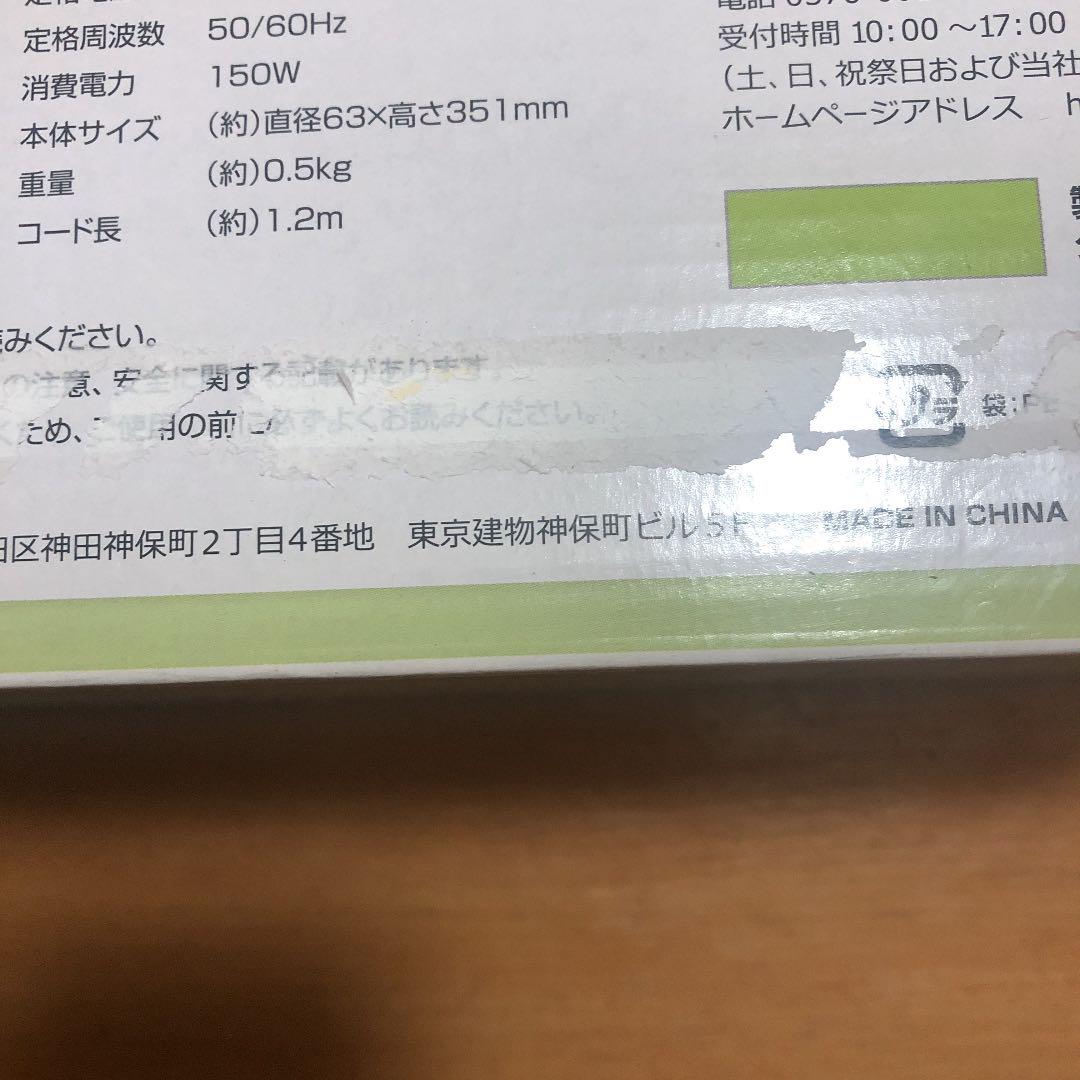 定格周波数 50/60Hz
消費電力 150W
本体サイズ (約)直径63×高さ351mm
重量 (約)0.5kg
コード長 (約)1.2m
受付時間 10:00 〜17:00
(土、日、祝祭日および当社
ホームページアドレス h
製
みください。
の注意、安全に関する記載があります。
ため、ご使用の前に必ずよくお読みください。
プラ 袋:PE
区神田神保町2丁目4番地 東京建物神保町ビル5F
MADE IN CHINA